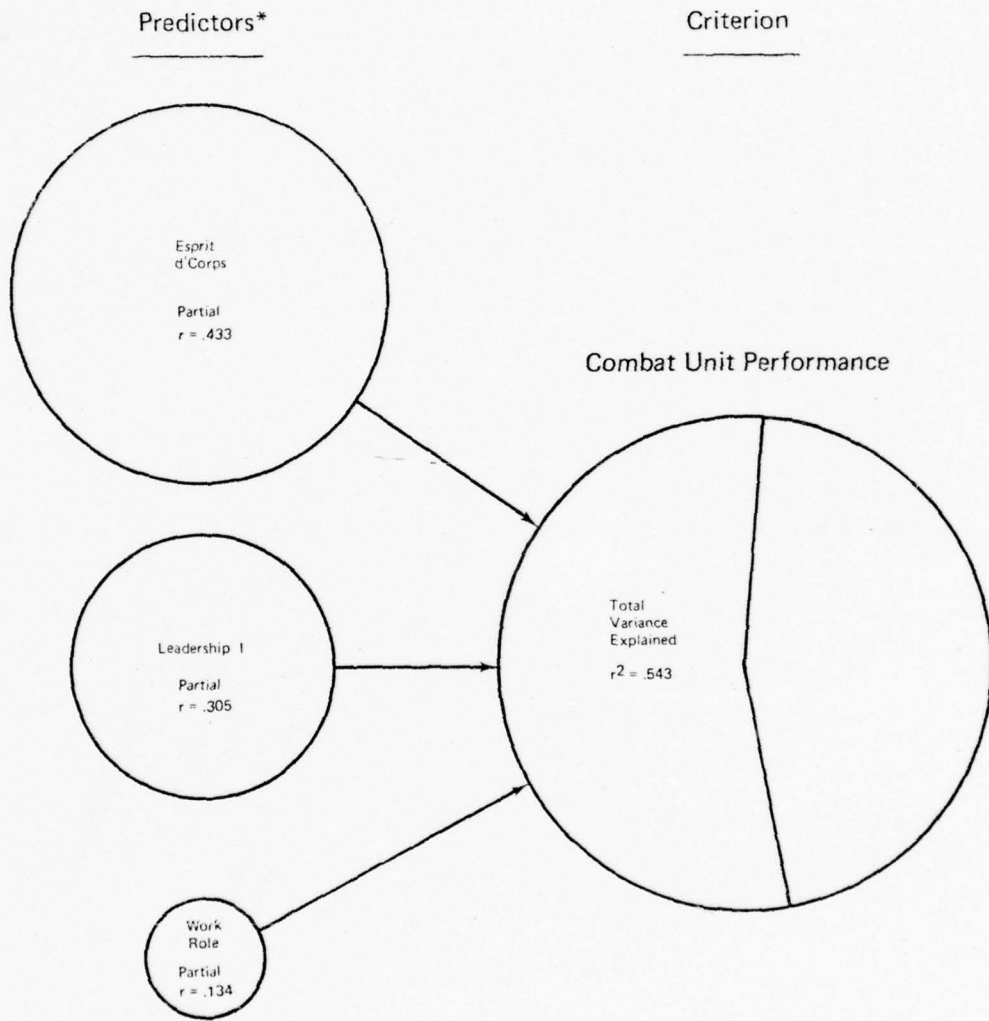 Predictors*
Criterion
Esprit
d'Corps
Partial
r = .433
Combat Unit Performance
Total
Variance
Explained
r² = .543
Leadership I
Partial
r = .305
Work
Role
Partial
r = .134